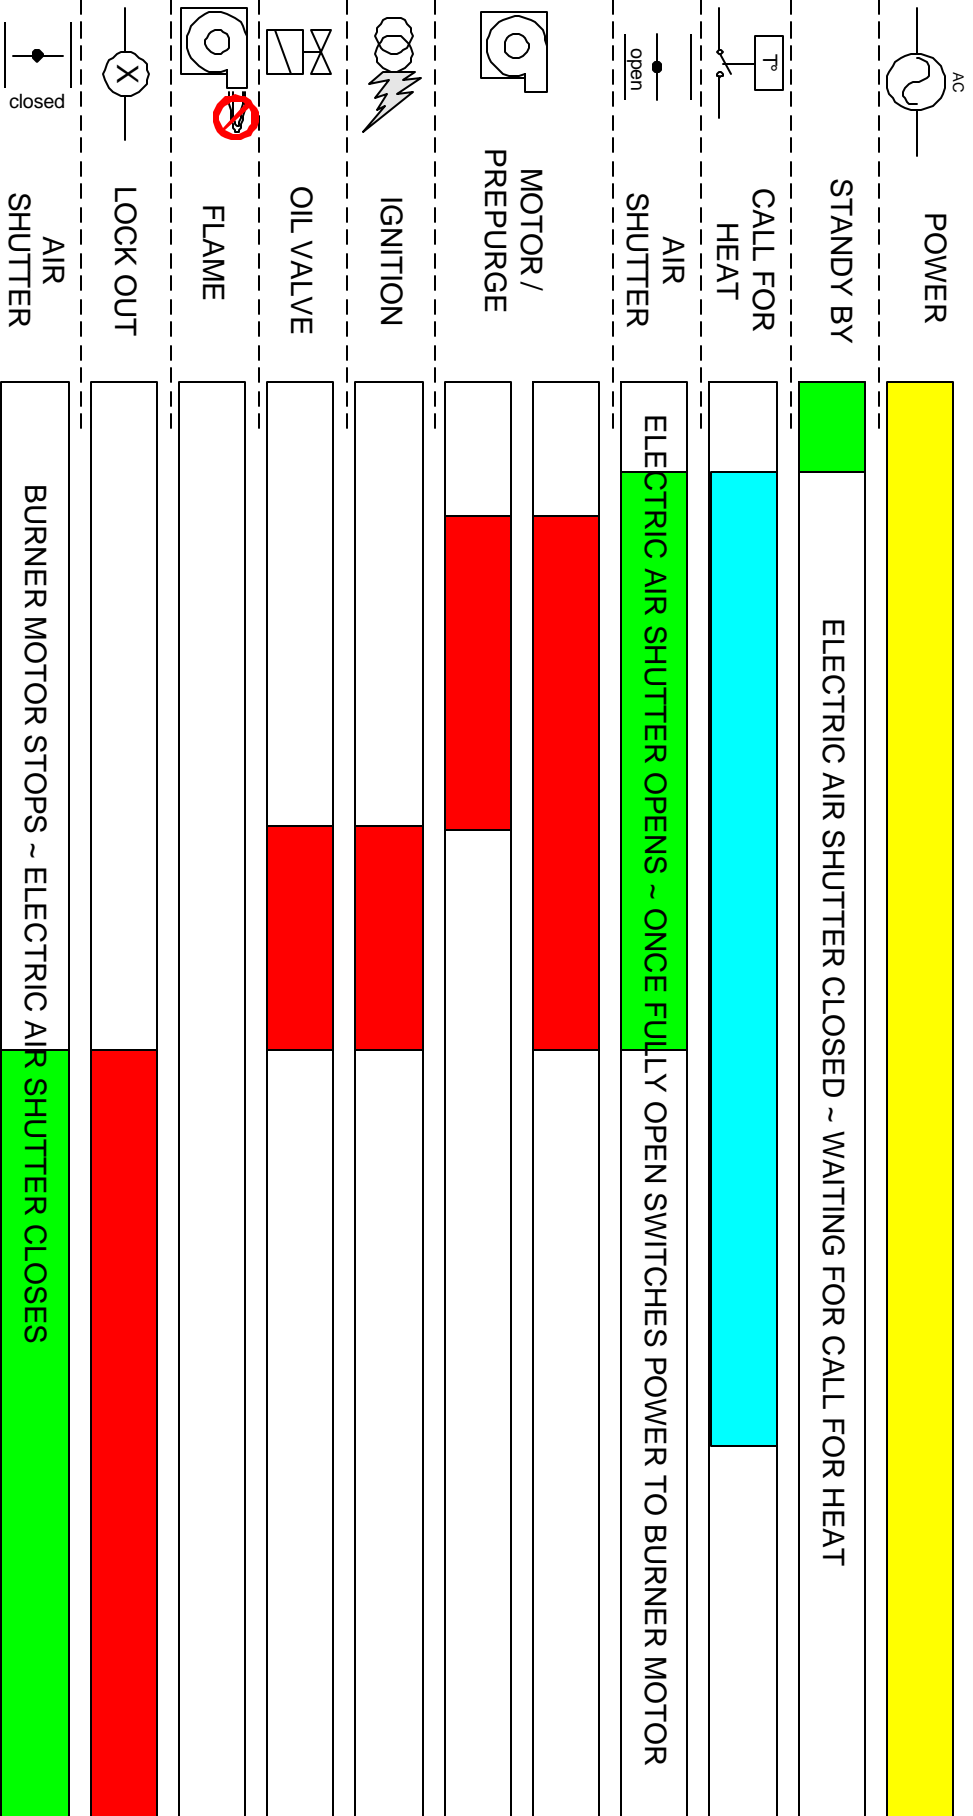 AC
POWER
STANDY BY
ELECTRIC AIR SHUTTER CLOSED ~ WAITING FOR CALL FOR HEAT
T°
CALL FOR
HEAT
open
AIR
SHUTTER
ELECTRIC AIR SHUTTER OPENS ~ ONCE FULLY OPEN SWITCHES POWER TO BURNER MOTOR
MOTOR /
PREPURGE
IGNITION
OIL VALVE
FLAME
X
LOCK OUT
closed
AIR
SHUTTER
BURNER MOTOR STOPS ~ ELECTRIC AIR SHUTTER CLOSES